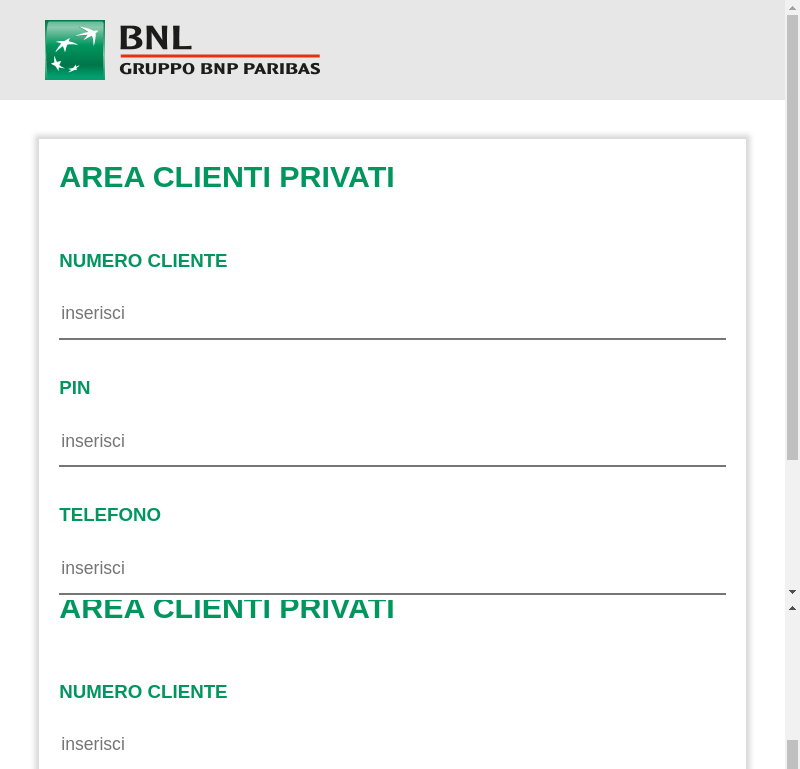 BNL
GRUPPO BNP PARIBAS
AREA CLIENTI PRIVATI
NUMERO CLIENTE
inserisci
PIN
inserisci
TELEFONO
inserisci
AREA CLIENTI PRIVATI
NUMERO CLIENTE
inserisci